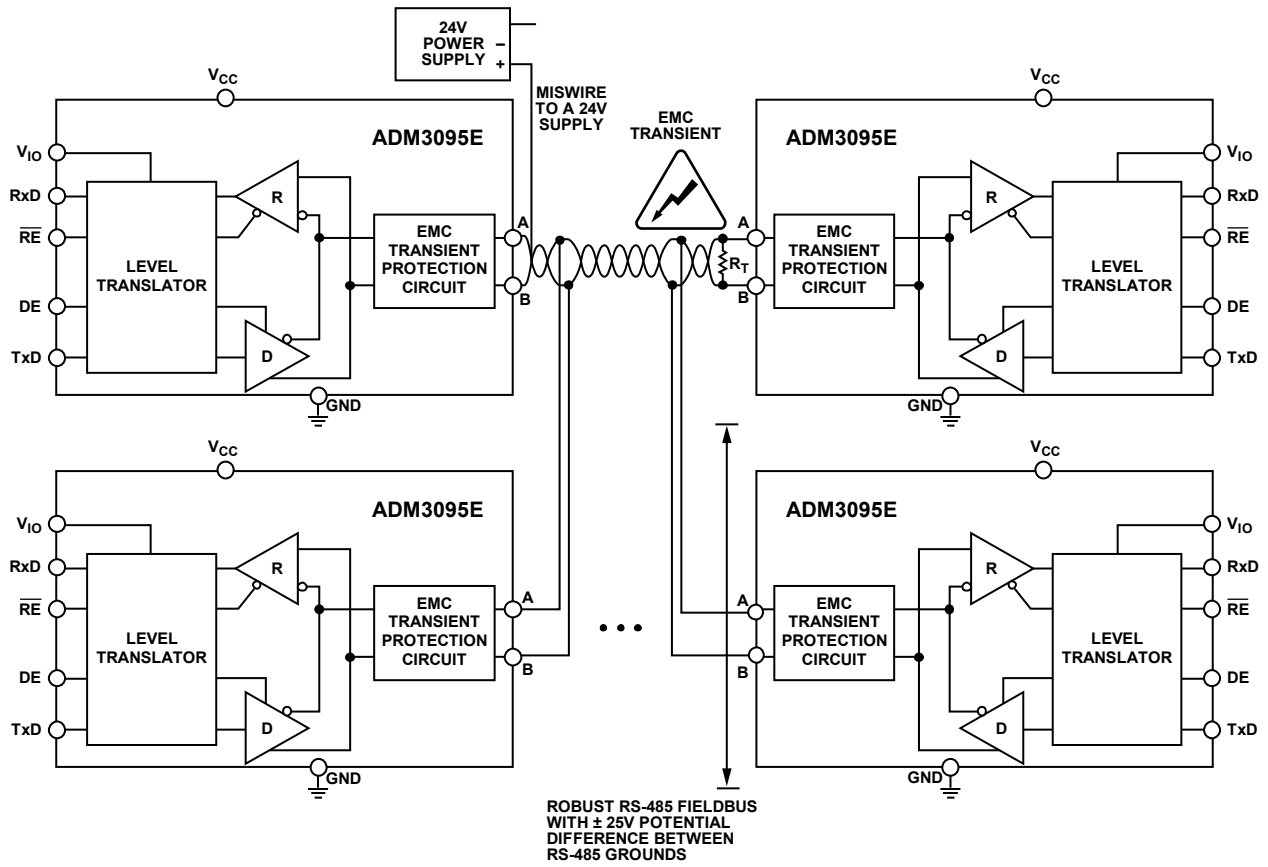 24V
POWER
SUPPLY
–
+
MISWIRE
TO A 24V
SUPPLY
EMC
TRANSIENT
VCC
ADM3095E
VIO
RxD
RE
DE
TxD
LEVEL
TRANSLATOR
R
D
EMC
TRANSIENT
PROTECTION
CIRCUIT
A
B
GND
RT
VCC
ADM3095E
A
B
EMC
TRANSIENT
PROTECTION
CIRCUIT
R
D
LEVEL
TRANSLATOR
VIO
RxD
RE
DE
TxD
GND
VCC
ADM3095E
VIO
RxD
RE
DE
TxD
LEVEL
TRANSLATOR
R
D
EMC
TRANSIENT
PROTECTION
CIRCUIT
A
B
GND
• • •
VCC
ADM3095E
A
B
EMC
TRANSIENT
PROTECTION
CIRCUIT
R
D
LEVEL
TRANSLATOR
VIO
RxD
RE
DE
TxD
GND
ROBUST RS-485 FIELDBUS
WITH ± 25V POTENTIAL
DIFFERENCE BETWEEN
RS-485 GROUNDS